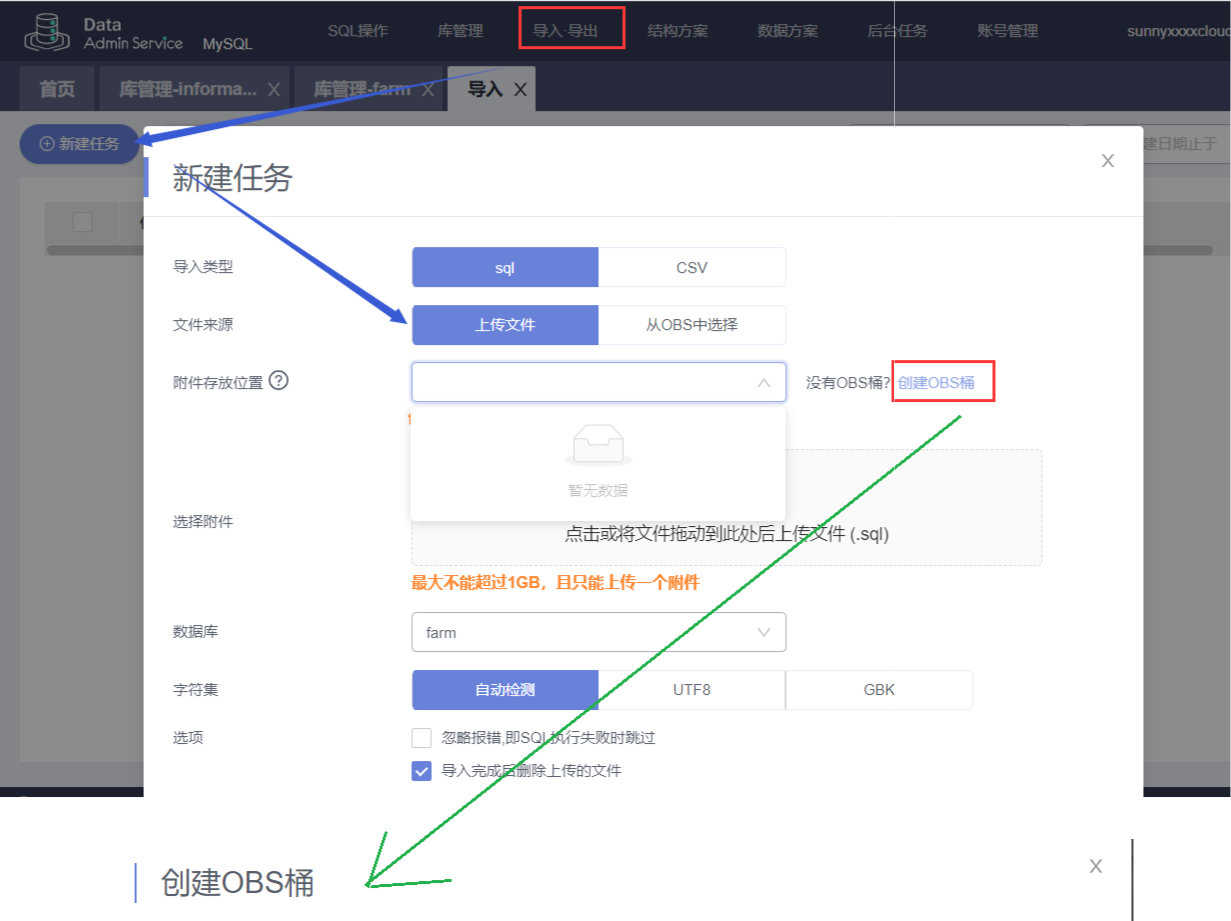 Data
Admin Service MySQL
SQL操作 库管理 导入·导出 结构方案 数据方案 后台任务 账号管理 sunnyxxxxcloud
首页 库管理-informa... X 库管理-farm X 导入 X
新建任务
建日期止于
新建任务 X
导入类型 sql CSV
文件来源 上传文件 从OBS中选择
附件存放位置 ? 没有OBS桶? 创建OBS桶
暂无数据
选择附件
点击或将文件拖动到此处后上传文件 (.sql)
最大不能超过1GB，且只能上传一个附件
数据库 farm
字符集 自动检测 UTF8 GBK
选项 忽略报错,即SQL执行失败时跳过
导入完成后删除上传的文件
创建OBS桶 X